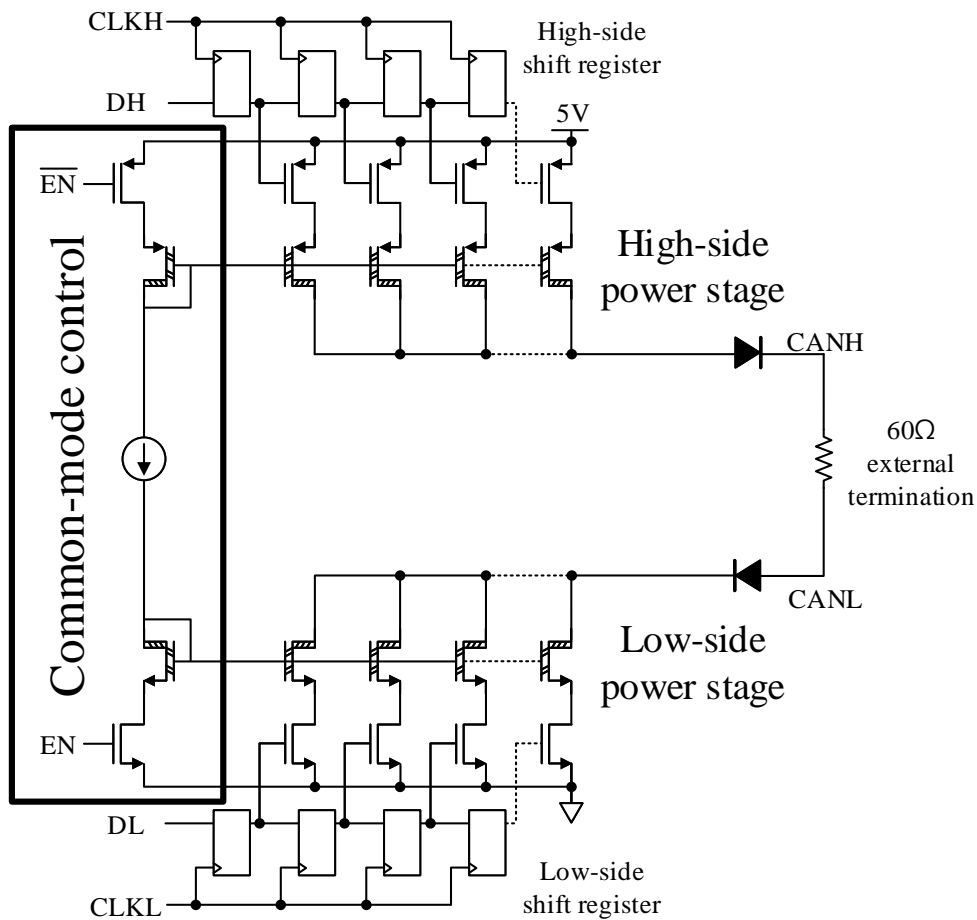 CLKH
High-side
shift register
DH
5V
EN
Common-mode control
High-side
power stage
CANH
60Ω
external
termination
CANL
Low-side
power stage
EN
DL
Low-side
shift register
CLKL